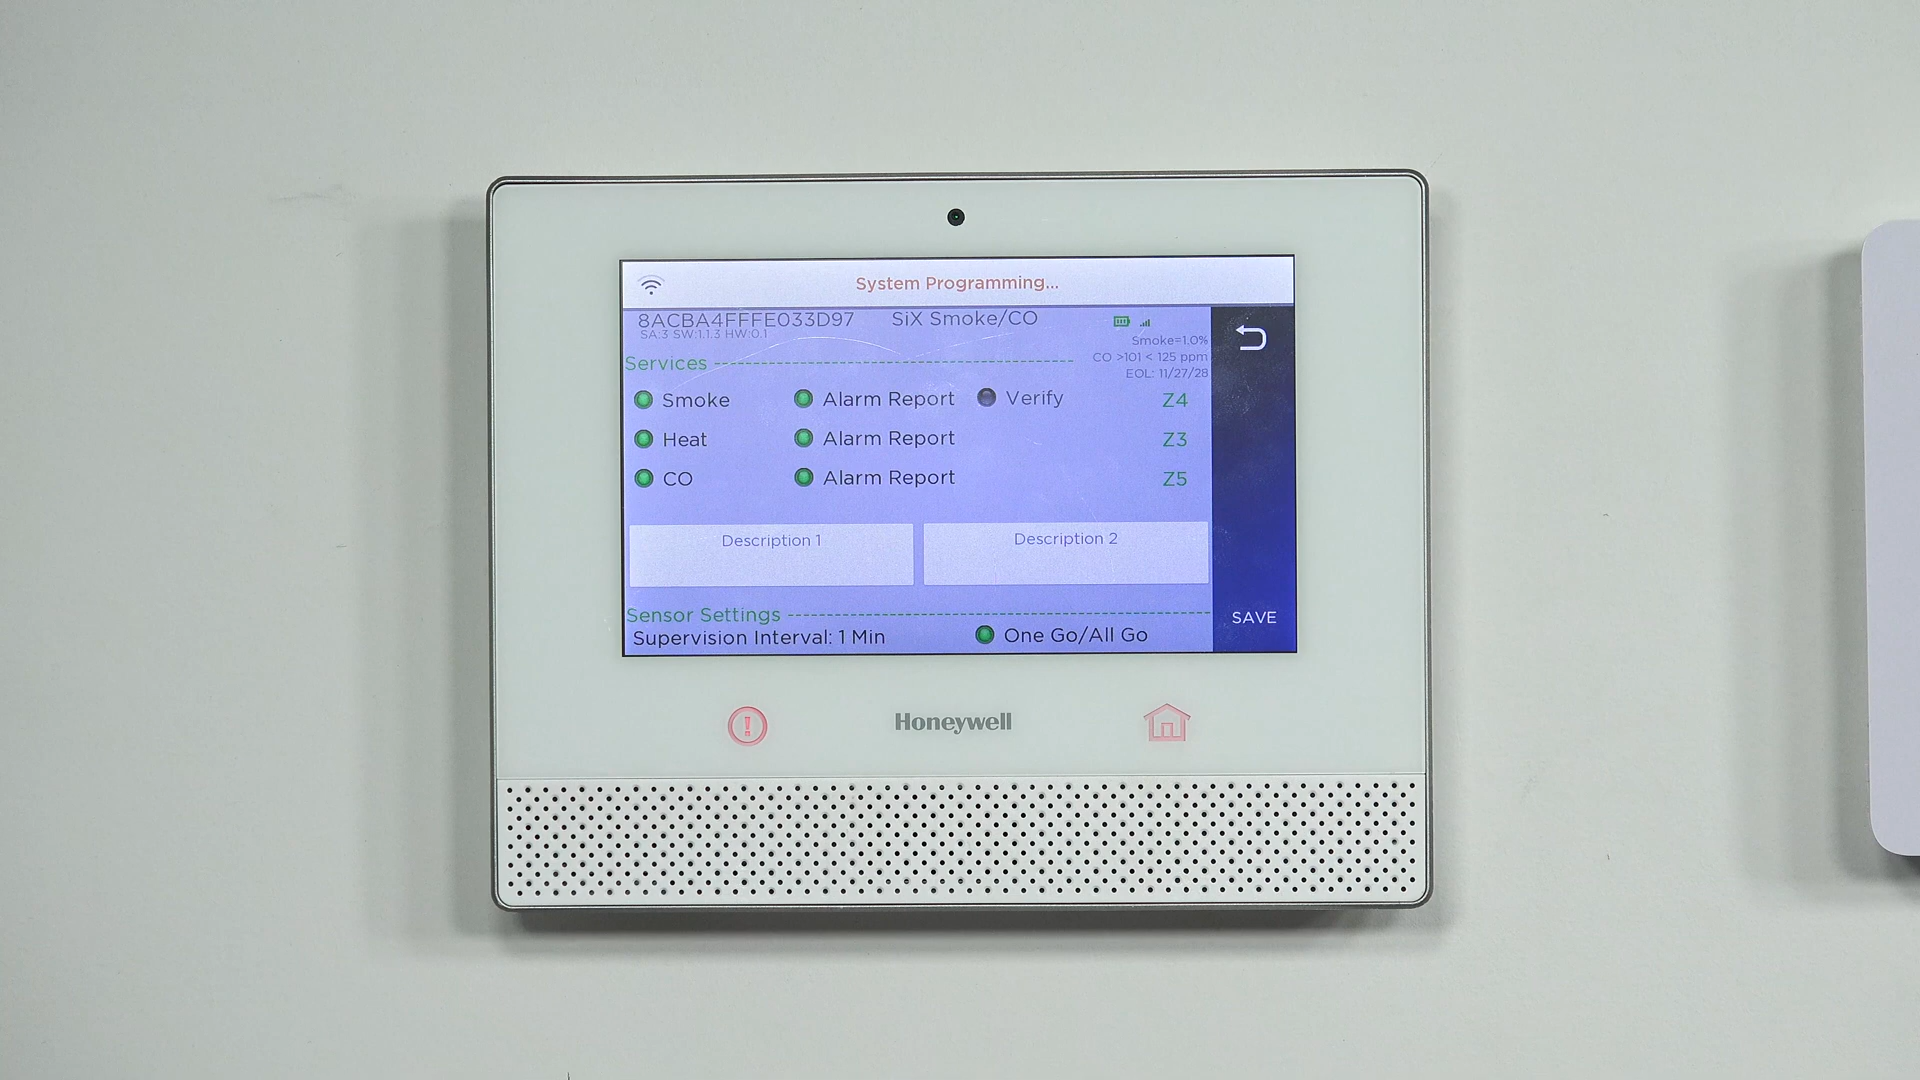 System Programming...
8ACBA4FFFE033D97 SiX Smoke/CO
SA:3 SW:1.1.3 HW:0.1
Smoke=1.0%
CO >101 < 125 ppm
EOL: 11/27/28
Services
Smoke Alarm Report Verify Z4
Heat Alarm Report Z3
CO Alarm Report Z5
Description 1 Description 2
Sensor Settings
Supervision Interval: 1 Min One Go/All Go
SAVE
Honeywell